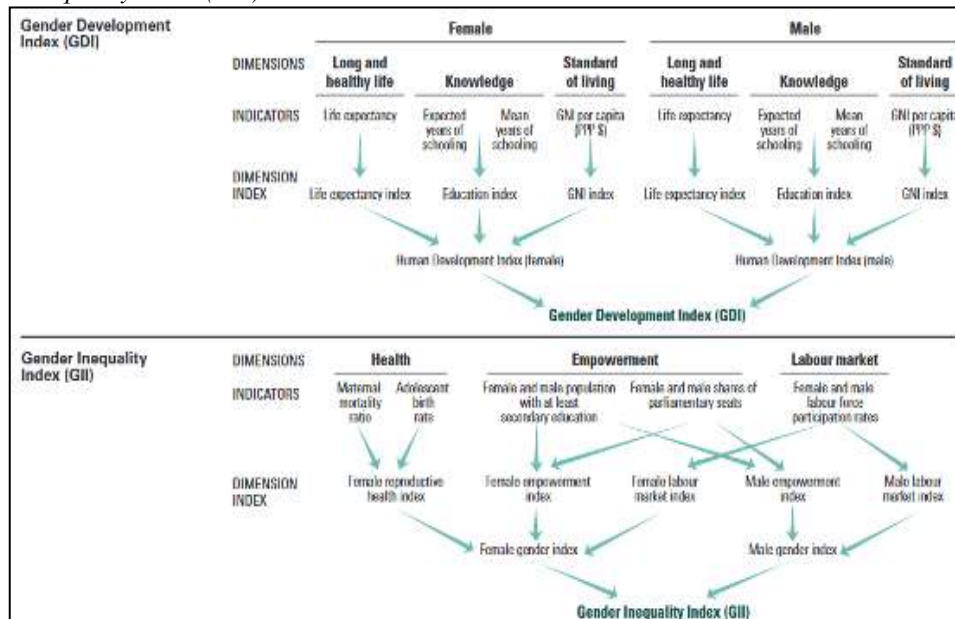 Gender Development
Index (GDI)
Female
Male
DIMENSIONS
Long and
healthy life
Knowledge
Standard
of living
Long and
healthy life
Knowledge
Standard
of living
INDICATORS
Life expectancy
Expected
years of
schooling
Mean
years of
schooling
GNI per capita
(PPP $)
Life expectancy
Expected
years of
schooling
Mean
years of
schooling
GNI per capita
(PPP $)
DIMENSION
INDEX
Life expectancy index
Education index
GNI index
Life expectancy index
Education index
GNI index
Human Development Index (female)
Human Development Index (male)
Gender Development Index (GDI)
Gender Inequality
Index (GII)
DIMENSIONS
Health
Empowerment
Labour market
INDICATORS
Maternal
mortality
ratio
Adolescent
birth
rate
Female and male population
with at least
secondary education
Female and male shares of
parliamentary seats
Female and male
labour force
participation rates
DIMENSION
INDEX
Female reproductive
health index
Female empowerment
index
Female labour
market index
Male empowerment
index
Male labour
market index
Female gender index
Male gender index
Gender Inequality Index (GII)